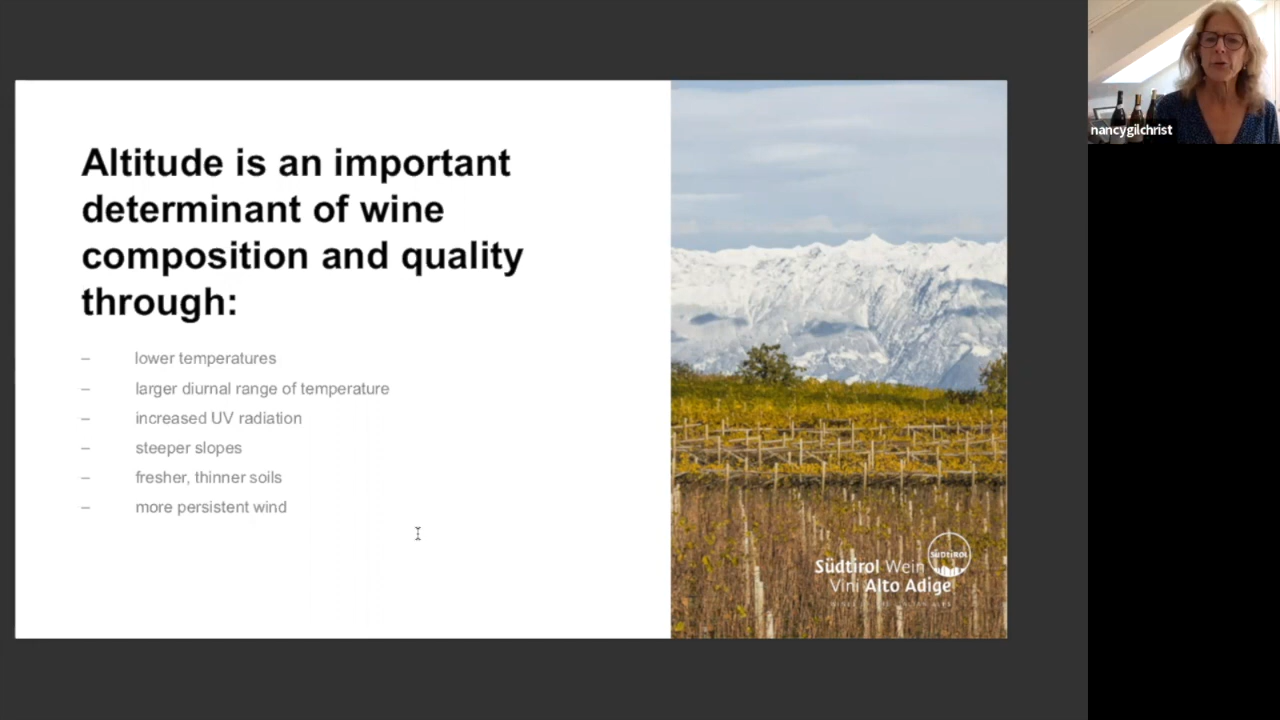 Altitude is an important
determinant of wine
composition and quality
through:
– lower temperatures
– larger diurnal range of temperature
– increased UV radiation
– steeper slopes
– fresher, thinner soils
– more persistent wind
SÜDTIROL
Südtirol Wein
Vini Alto Adige
nancygilchrist